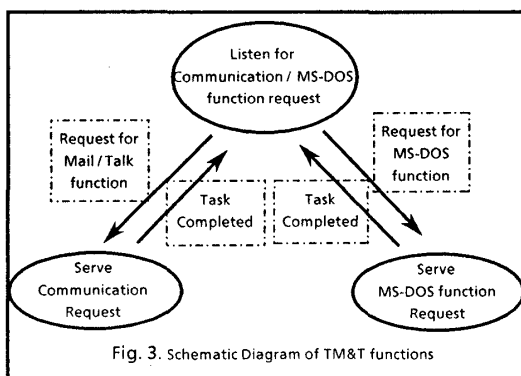 Listen for
Communication / MS-DOS
function request
Request for
Mail / Talk
function
Request for
MS-DOS
function
Task
Completed
Task
Completed
Serve
Communication
Request
Serve
MS-DOS function
Request
Fig. 3. Schematic Diagram of TM&T functions